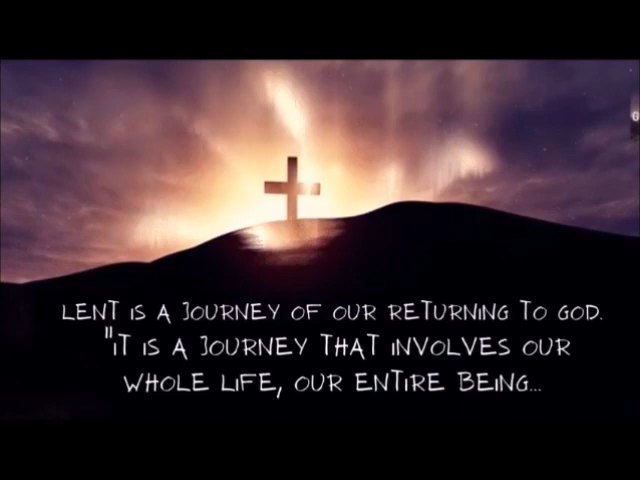 LENT IS A JOURNEY OF OUR RETURNING TO GOD.
"IT IS A JOURNEY THAT INVOLVES OUR
WHOLE LIFE, OUR ENTIRE BEING...
G